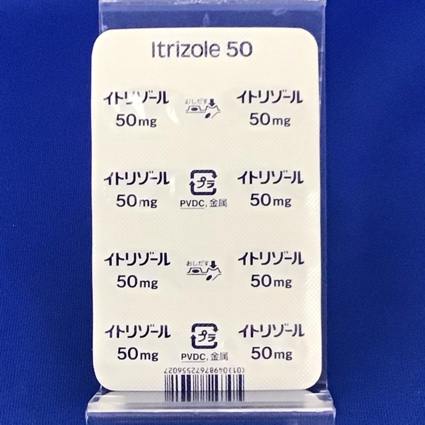 Itrizole 50
イトリゾール おしだす イトリゾール
50mg 50mg
イトリゾール プラ イトリゾール
50mg PVDC, 金属 50mg
イトリゾール おしだす イトリゾール
50mg 50mg
イトリゾール プラ イトリゾール
50mg PVDC, 金属 50mg
(01)04987672556027